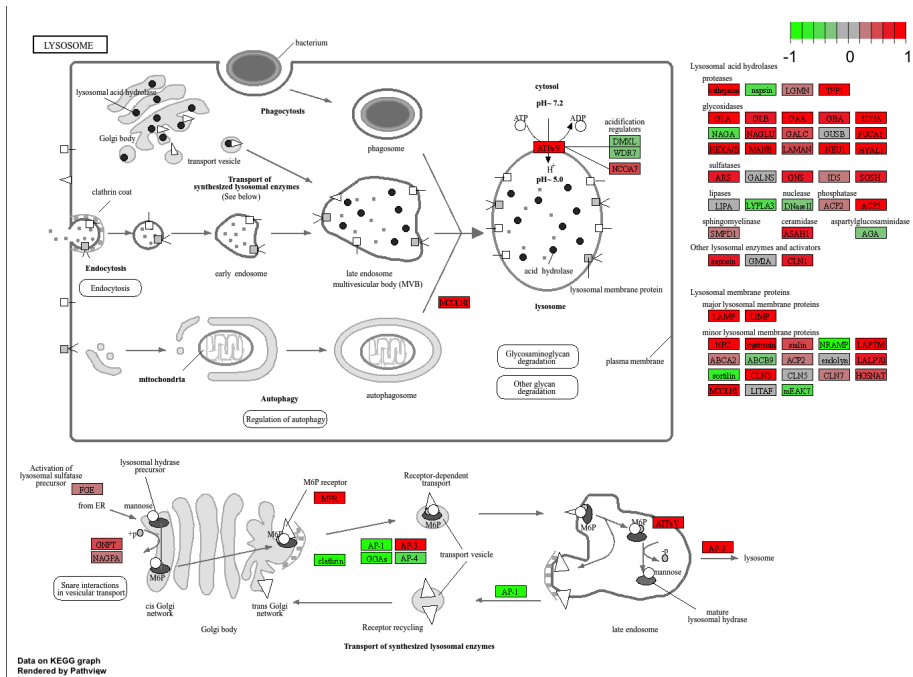 LYSOSOME
bacterium
-1 0 1
lysosomal acid hydrolase
Golgi body
Phagocytosis
transport vesicle
phagosome
Transport of
synthesized lysosomal enzymes
(See below)
clathrin coat
Endocytosis
Endocytosis
early endosome
late endosome
multivesicular body (MVB)
cytosol
pH~ 7.2
ATP ADP
ATPeV
H+
pH~ 5.0
acidification
regulators
DMXL
WDR7
NCOA7
acid hydrolase
lysosomal membrane protein
lysosome
MCOLN1
mitochondria
Autophagy
Regulation of autophagy
autophagosome
Glycosaminoglycan
degradation
Other glycan
degradation
plasma membrane
Lysosomal acid hydrolases
proteases
cathepsin napsin LGMN TPP1
glycosidases
GLA GLB GAA GBA IDUA
NAGA NAGLU GALC GUSB FUCA1
HEXA/B MANB LAMAN NEU1 HYAL1
sulfatases
ARS GALNS GNS IDS SGSH
lipases nuclease phosphatase
LIPA LYPLA3 DNaseII ACP2 ACP5
sphingomyelinase ceramidase aspartylglucosaminidase
SMPD1 ASAH1 AGA
Other lysosomal enzymes and activators
saposin GM2A CLN1
Lysosomal membrane proteins
major lysosomal membrane proteins
LAMP LIMP
minor lysosomal membrane proteins
NPC cystinosin sialin NRAMP LAPTM
ABCA2 ABCB9 ACP2 endolyn LALP70
sortilin CLN3 CLN5 CLN7 HGSNAT
MCOLN1 LITAF mEAK7
Activation of
lysosomal sulfatase
precursor
FGE
from ER
lysosomal hydrase
precursor
mannose
+p
GNPT
NAGPA
M6P
Snare interactions
in vesicular transport
cis Golgi
network
Golgi body
trans Golgi
network
M6P receptor
MPR
M6P
clathrin
AP-1 AP-3
GGAs AP-4
Receptor-dependent
transport
M6P
transport vesicle
Receptor recycling
AP-1
M6P
M6P
ATPeV
-p
mannose
AP-3
lysosome
mature
lysosomal hydrase
late endosome
Transport of synthesized lysosomal enzymes
Data on KEGG graph
Rendered by Pathview